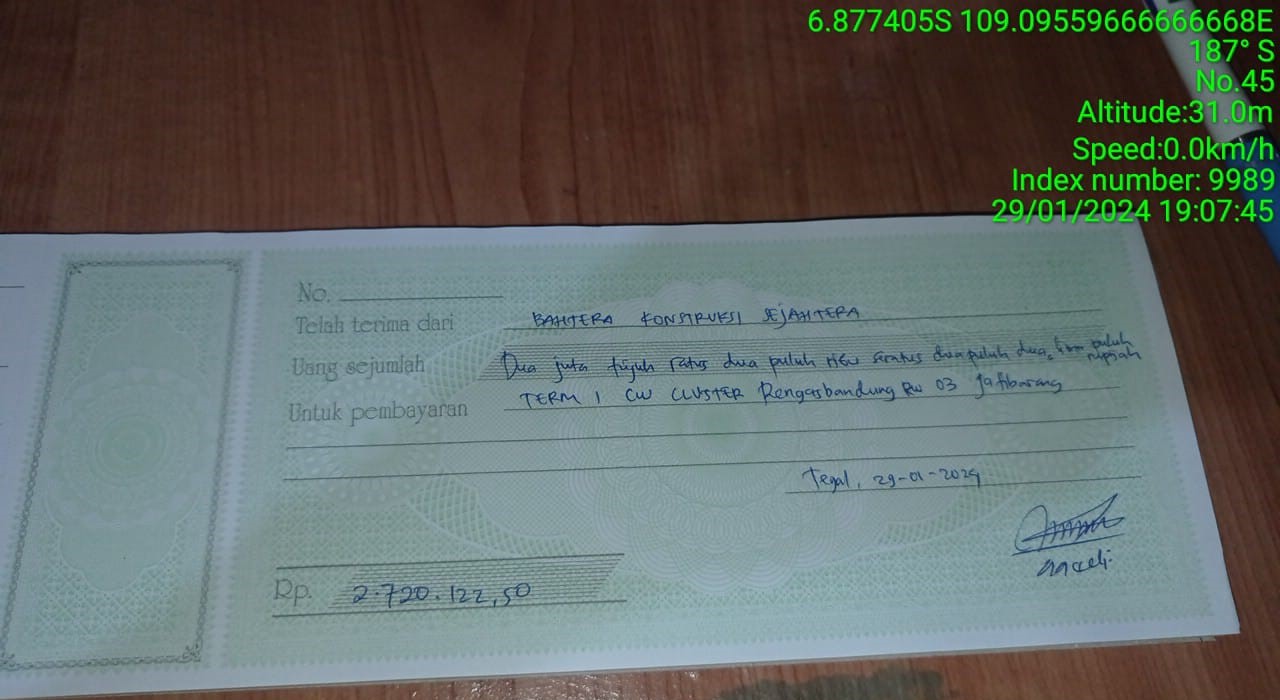 6.877405S 109.09559666666668E
187° S
No.45
Altitude:31.0m
Speed:0.0km/h
Index number: 9989
29/01/2024 19:07:45
No.
Telah terima dari BAHTERA KONSTRUKSI SEJAHTERA
Uang sejumlah Dua juta tujuh ratus dua puluh ribu seratus dua puluh dua, lima puluh rupiah
Untuk pembayaran TERM 1 CW CLUSTER Rengasbandung RW 03 Jatibarang
Tegal, 29-01-2024
Rp. 2.720.122,50